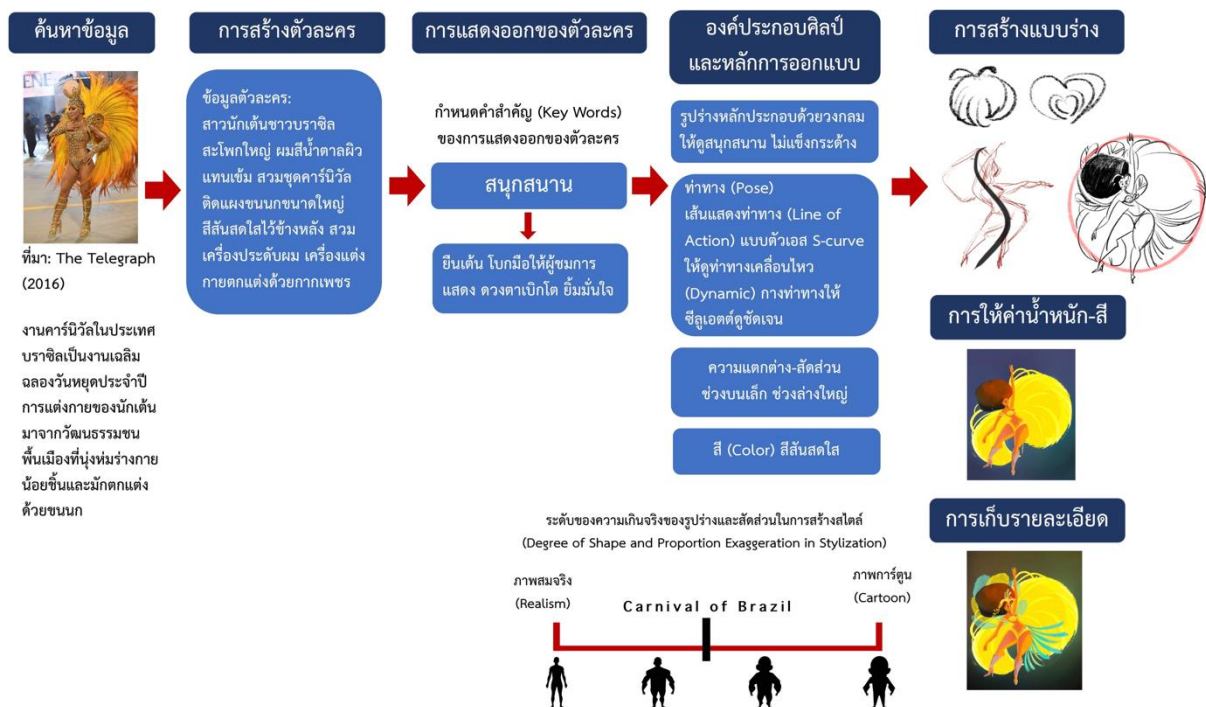 ค้นหาข้อมูล
ENE
ที่มา: The Telegraph
(2016)
งานคาร์นิวัลในประเทศ
บราซิลเป็นงานเฉลิม
ฉลองวันหยุดประจำปี
การแต่งกายของนักเต้น
มาจากวัฒนธรรมชน
พื้นเมืองที่นุ่งห่มร่างกาย
น้อยชิ้นและมักตกแต่ง
ด้วยขนนก
การสร้างตัวละคร
ข้อมูลตัวละคร:
สาวนักเต้นชาวบราซิล
สะโพกใหญ่ ผมสีน้ำตาลผิว
แทนเข้ม สวมชุดคาร์นิวัล
ติดแผงขนนกขนาดใหญ่
สีสันสดใสไว้ข้างหลัง สวม
เครื่องประดับผม เครื่องแต่ง
กายตกแต่งด้วยกากเพชร
การแสดงออกของตัวละคร
กำหนดคำสำคัญ (Key Words)
ของการแสดงออกของตัวละคร
สนุกสนาน
ยืนเต้น โบกมือให้ผู้ชมการ
แสดง ดวงตาเบิกโต ยิ้มมั่นใจ
องค์ประกอบศิลป์
และหลักการออกแบบ
รูปร่างหลักประกอบด้วยวงกลม
ให้ดูสนุกสนาน ไม่แข็งกระด้าง
ท่าทาง (Pose)
เส้นแสดงท่าทาง (Line of
Action) แบบตัวเอส S-curve
ให้ดูท่าทางเคลื่อนไหว
(Dynamic) กางท่าทางให้
ซีลูเอตต์ดูชัดเจน
ความแตกต่าง-สัดส่วน
ช่วงบนเล็ก ช่วงล่างใหญ่
สี (Color) สีสันสดใส
การสร้างแบบร่าง
การให้ค่าน้ำหนัก-สี
การเก็บรายละเอียด
ระดับของความเกินจริงของรูปร่างและสัดส่วนในการสร้างสไตล์
(Degree of Shape and Proportion Exaggeration in Stylization)
ภาพสมจริง
(Realism)
Carnival of Brazil
ภาพการ์ตูน
(Cartoon)